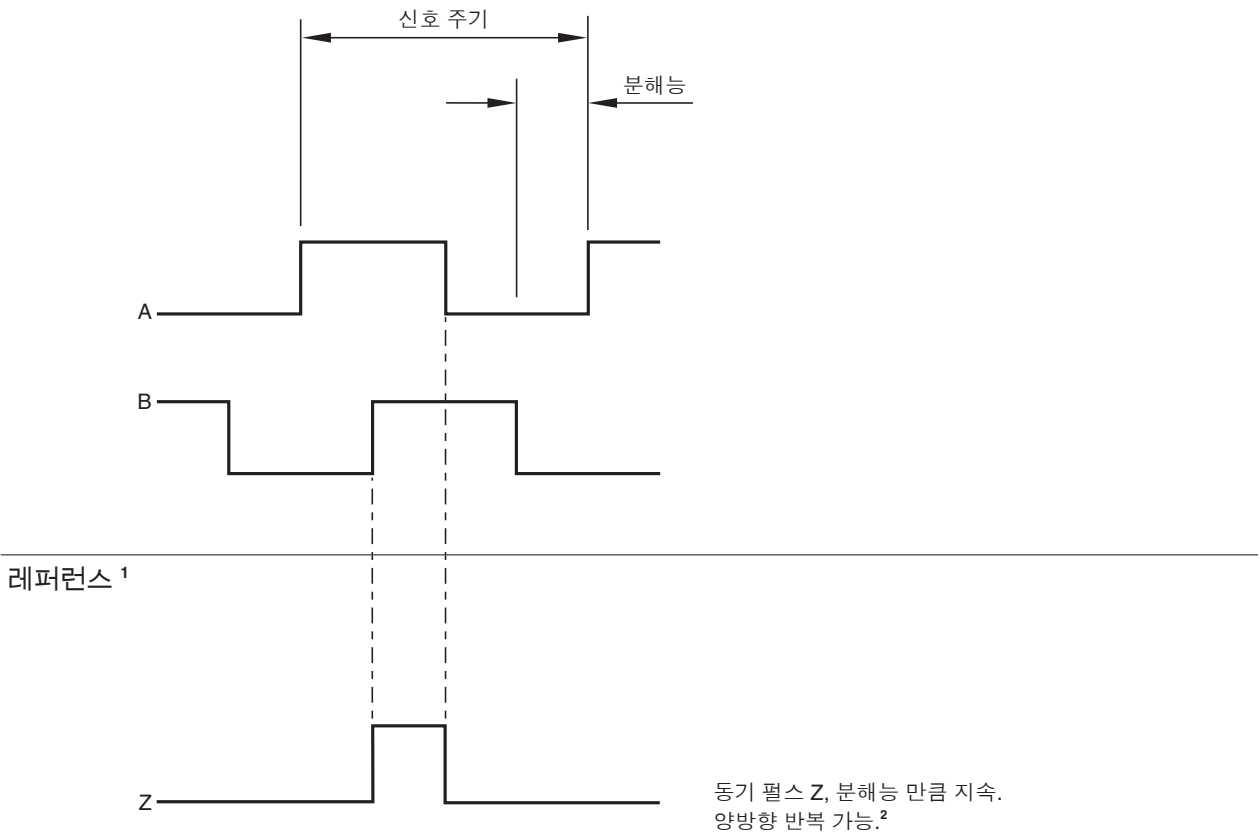 신호 주기
분해능
A
B
레퍼런스 ¹
Z
동기 펄스 Z, 분해능 만큼 지속.
양방향 반복 가능.²